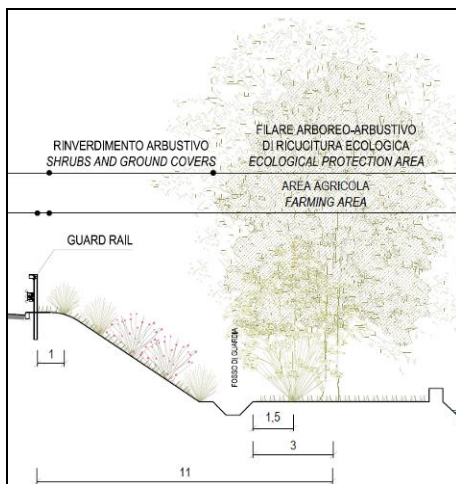 RINVERDIMENTO ARBUSTIVO
SHRUBS AND GROUND COVERS
FILARE ARBOREO-ARBUSTIVO
DI RICUCITURA ECOLOGICA
ECOLOGICAL PROTECTION AREA
AREA AGRICOLA
FARMING AREA
GUARD RAIL
FOSSO DI GUARDIA
1
1,5
3
11